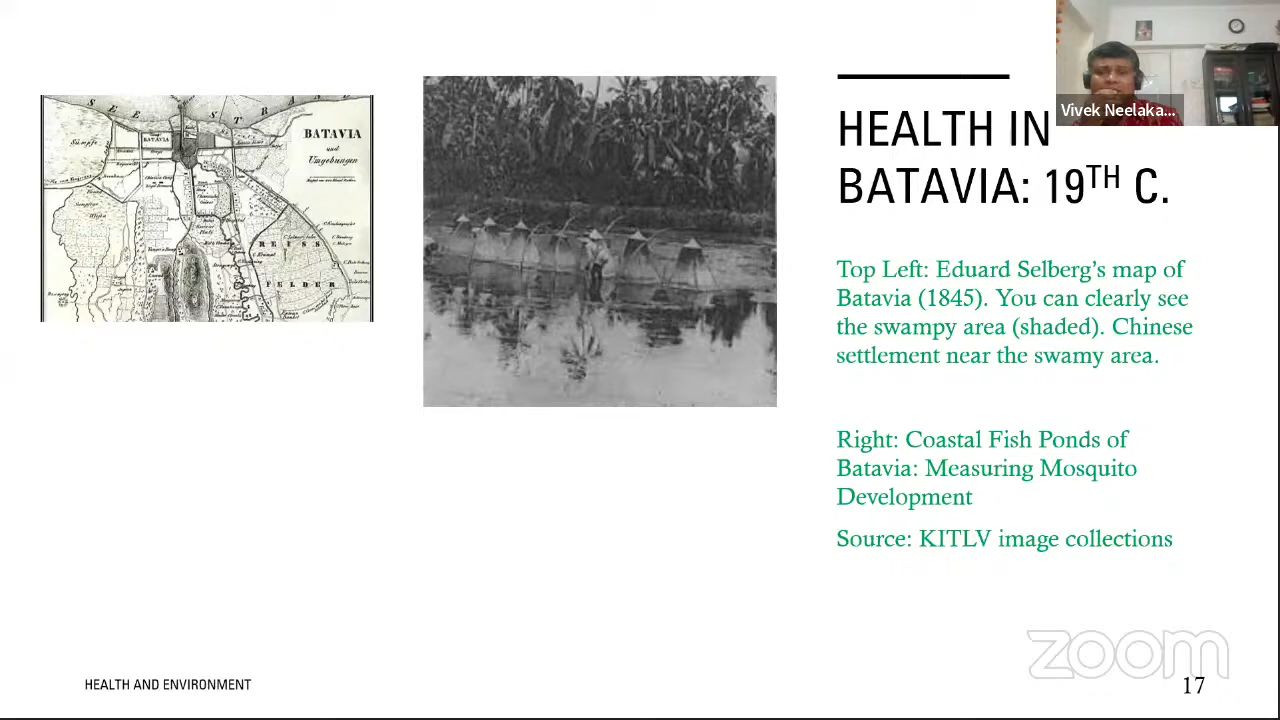 Vivek Neelaka...
HEALTH IN
BATAVIA: 19TH C.
Top Left: Eduard Selberg's map of
Batavia (1845). You can clearly see
the swampy area (shaded). Chinese
settlement near the swamy area.
Right: Coastal Fish Ponds of
Batavia: Measuring Mosquito
Development
Source: KITLV image collections
BATAVIA
und
Umgebungen
BATAVIA
REISS
FELDER
zoom
HEALTH AND ENVIRONMENT
17